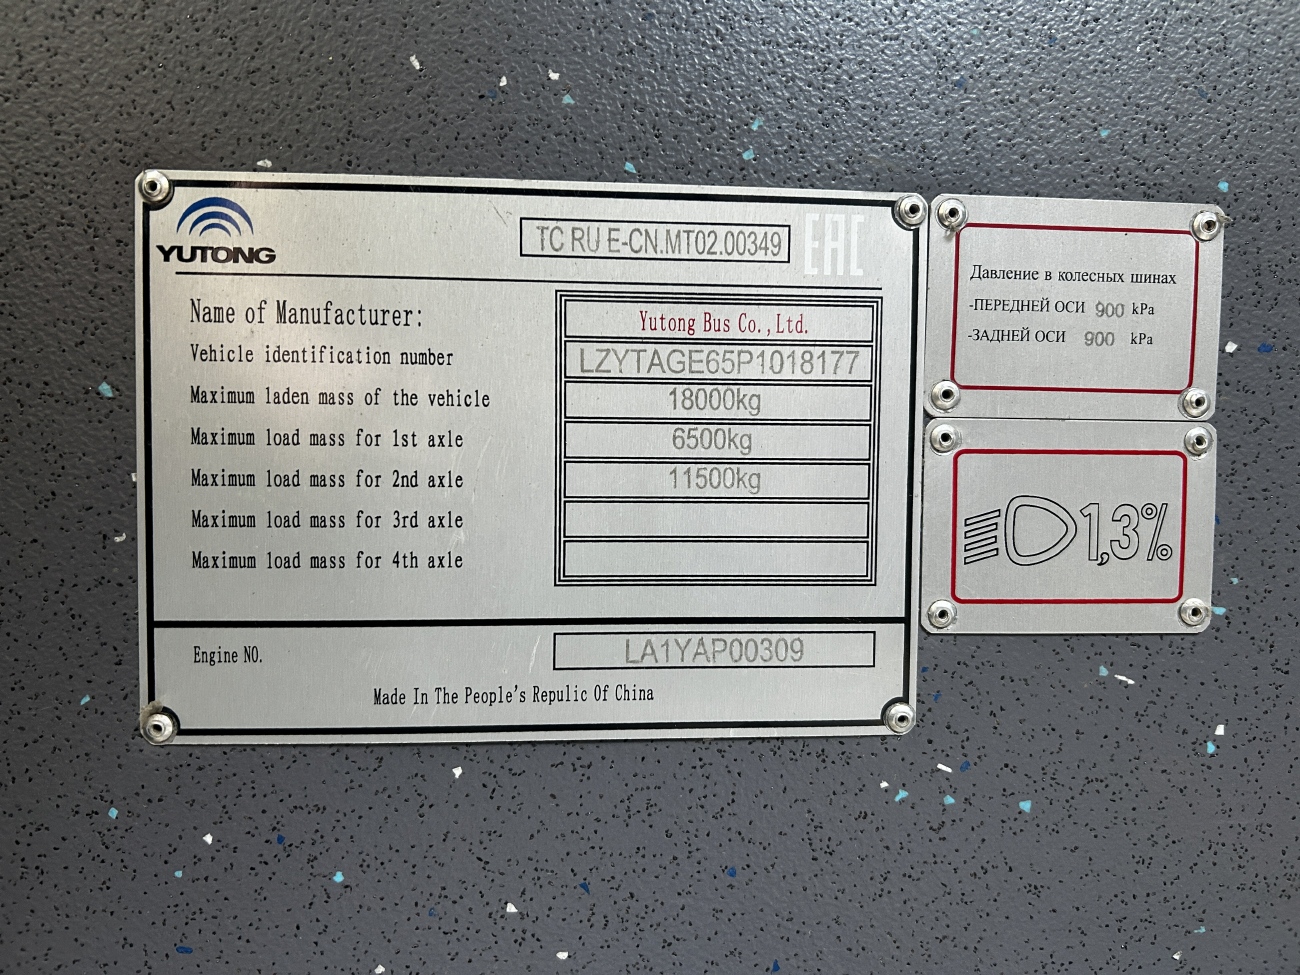 YUTONG
TC RU E-CN.MT02.00349
EAC
Name of Manufacturer: Yutong Bus Co.,Ltd.
Vehicle identification number LZYTAGE65P1018177
Maximum laden mass of the vehicle 18000kg
Maximum load mass for 1st axle 6500kg
Maximum load mass for 2nd axle 11500kg
Maximum load mass for 3rd axle
Maximum load mass for 4th axle
Engine NO. LA1YAP00309
Made In The People's Repulic Of China
Давление в колесных шинах
-ПЕРЕДНЕЙ ОСИ 900 kPa
-ЗАДНЕЙ ОСИ 900 kPa
1,3%